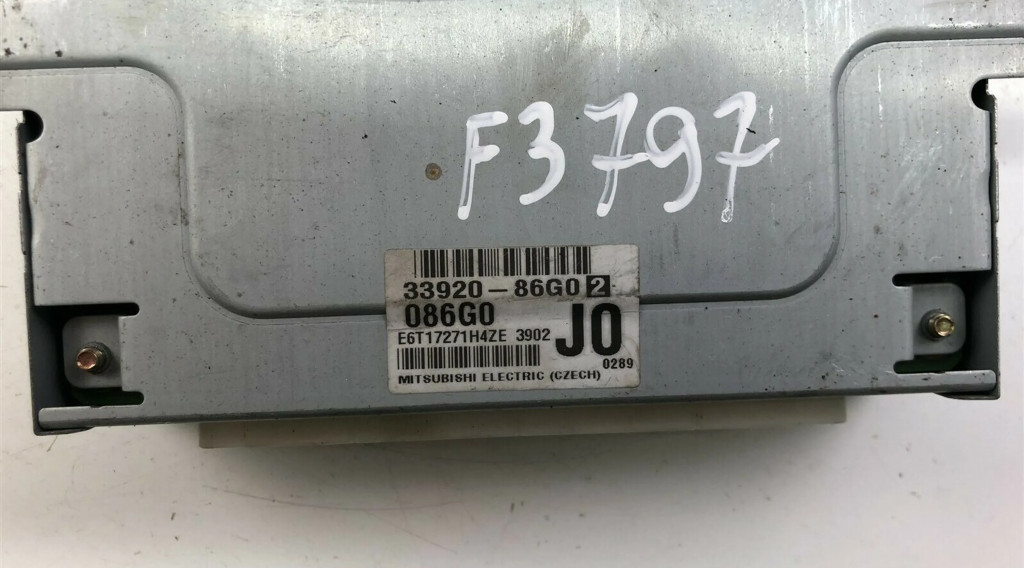 F3797
33920-86G0 2
086G0
J0
E6T17271H4ZE 3902
0289
MITSUBISHI ELECTRIC (CZECH)